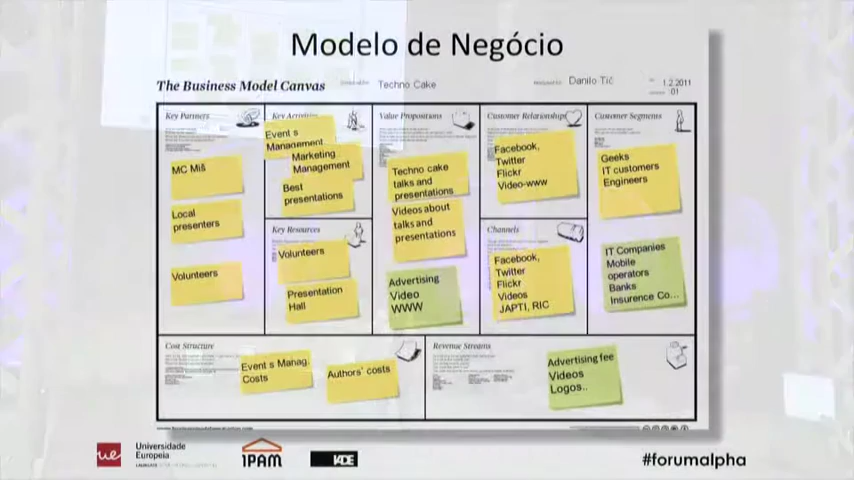 Modelo de Negócio
The Business Model Canvas
Techno Cake
Danilo Tič
1.2.2011
01
Key Partners
MC Miš
Local
presenters
Volunteers
Key Activities
Event s
Management
Marketing
Management
Best
presentations
Key Resources
Volunteers
Presentation
Hall
Value Propositions
Techno cake
talks and
presentations
Videos about
talks and
presentations
Advertising
Video
WWW
Customer Relationships
Facebook,
Twitter
Flickr
Video-www
Channels
Facebook,
Twitter
Flickr
Videos
JAPTI, RIC
Customer Segments
Geeks
IT customers
Engineers
IT Companies
Mobile
operators
Banks
Insurence Co...
Cost Structure
Event s Manag.
Costs
Authors' costs
Revenue Streams
Advertising fee
Videos
Logos..
ue
Universidade
Europeia
IPAM
IADE
#forumalpha